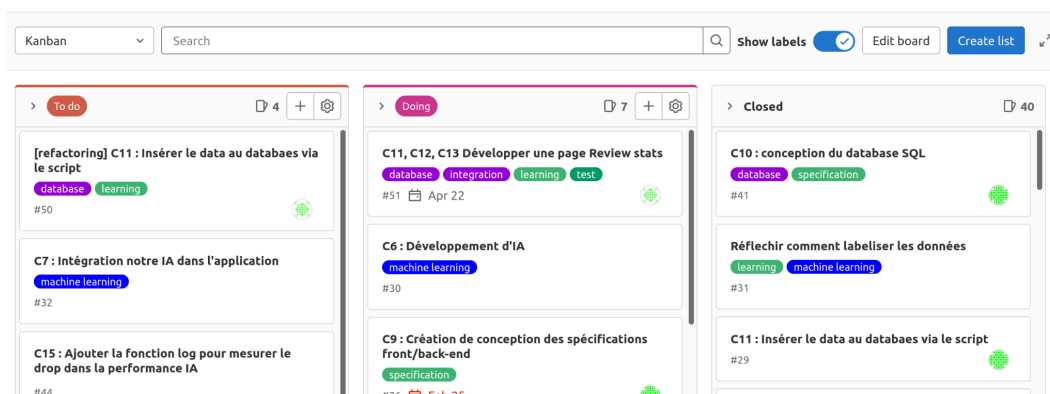 Kanban
Search
Show labels
Edit board
Create list
To do
4
[refactoring] C11 : Insérer le data au databaes via
le script
database learning
#50
C7 : Intégration notre IA dans l'application
machine learning
#32
C15 : Ajouter la fonction log pour mesurer le
drop dans la performance IA
#44
Doing
7
C11, C12, C13 Développer une page Review stats
database integration learning test
#51 Apr 22
C6 : Développement d'IA
machine learning
#30
C9 : Création de conception des spécifications
front/back-end
specification
Feb 25
Closed
40
C10 : conception du database SQL
database specification
#41
Réflechir comment labeliser les données
learning machine learning
#31
C11 : Insérer le data au databaes via le script
#29